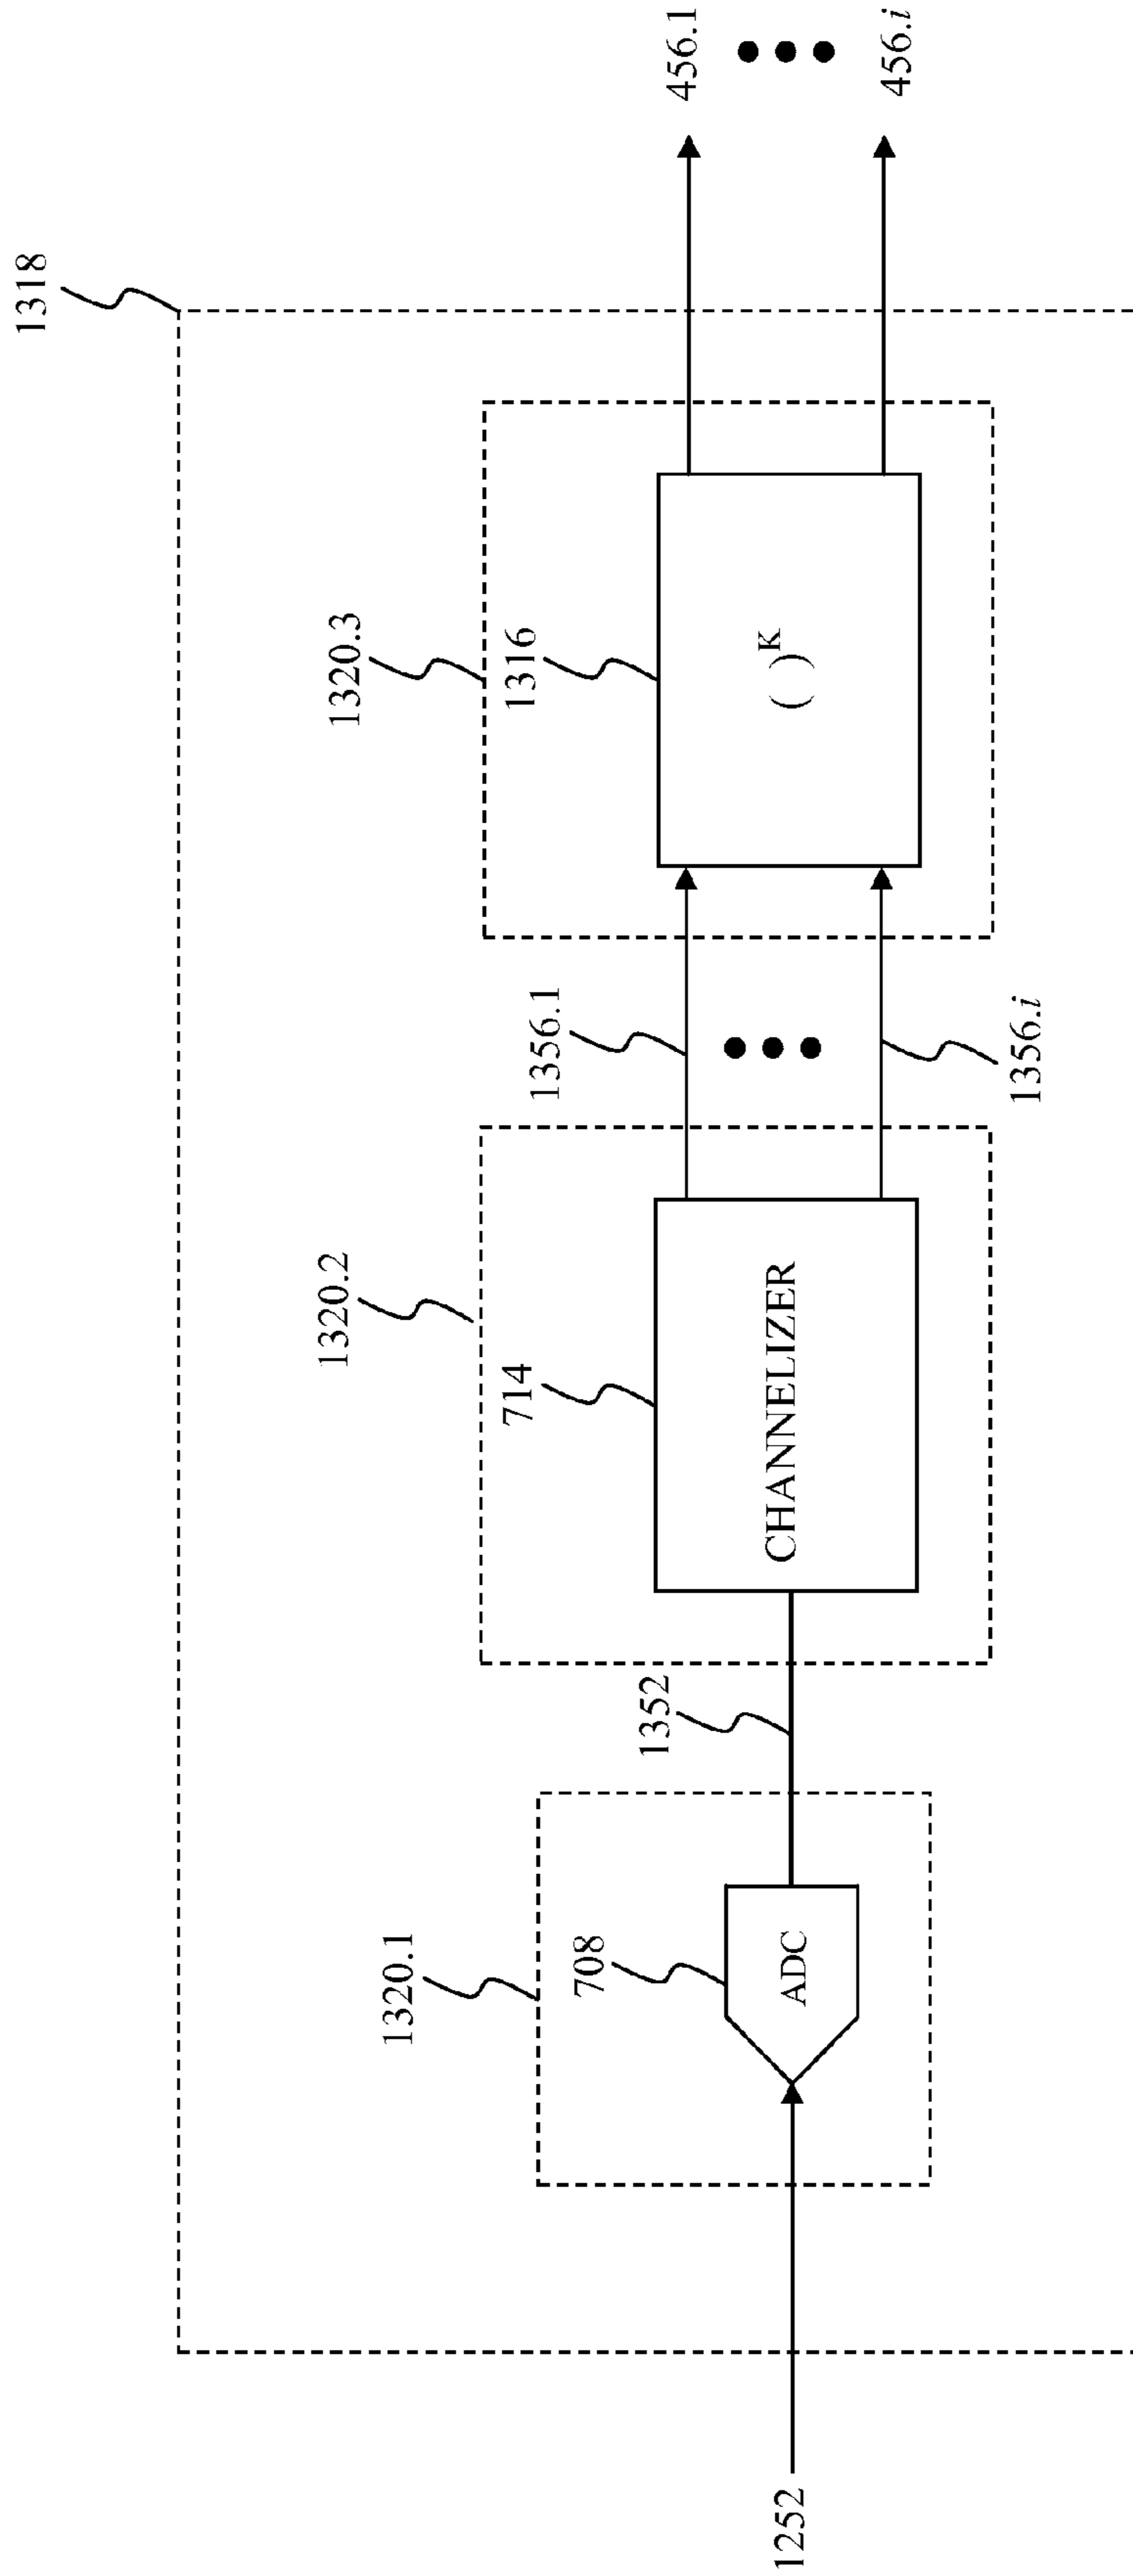 1318
1320.1
708
ADC
1252
1352
1320.2
714
CHANNELIZER
1356.1
1356.i
1320.3
1316
( )K
456.1
456.i